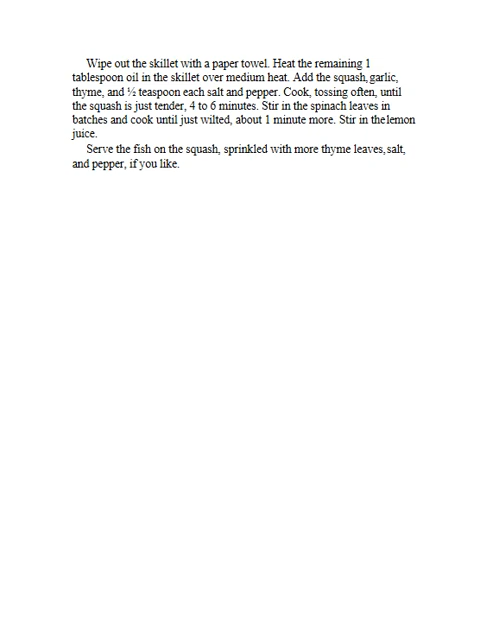 Wipe out the skillet with a paper towel. Heat the remaining 1
tablespoon oil in the skillet over medium heat. Add the squash, garlic,
thyme, and ½ teaspoon each salt and pepper. Cook, tossing often, until
the squash is just tender, 4 to 6 minutes. Stir in the spinach leaves in
batches and cook until just wilted, about 1 minute more. Stir in the lemon
juice.
Serve the fish on the squash, sprinkled with more thyme leaves, salt,
and pepper, if you like.